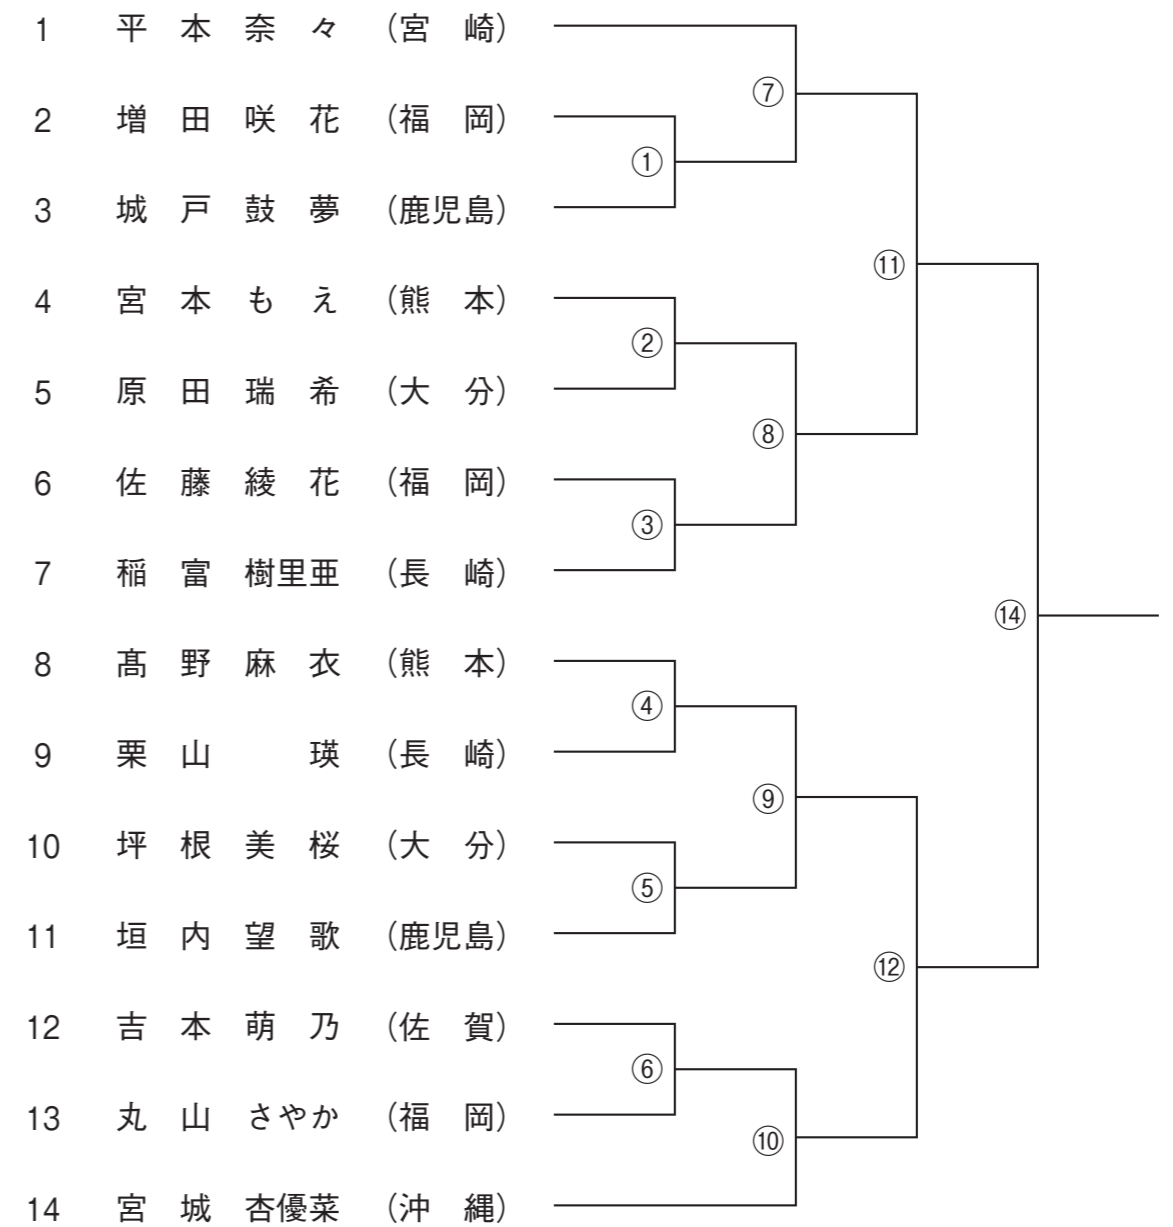 1 平本奈々 (宮崎)
⑦
2 増田咲花 (福岡)
①
3 城戸鼓夢 (鹿児島)
⑪
4 宮本もえ (熊本)
②
5 原田瑞希 (大分)
⑧
6 佐藤綾花 (福岡)
③
7 稲富樹里亜 (長崎)
⑭
8 髙野麻衣 (熊本)
④
9 栗山 瑛 (長崎)
⑨
10 坪根美桜 (大分)
⑤
11 垣内望歌 (鹿児島)
⑫
12 吉本萌乃 (佐賀)
⑥
13 丸山さやか (福岡)
⑩
14 宮城杏優菜 (沖縄)